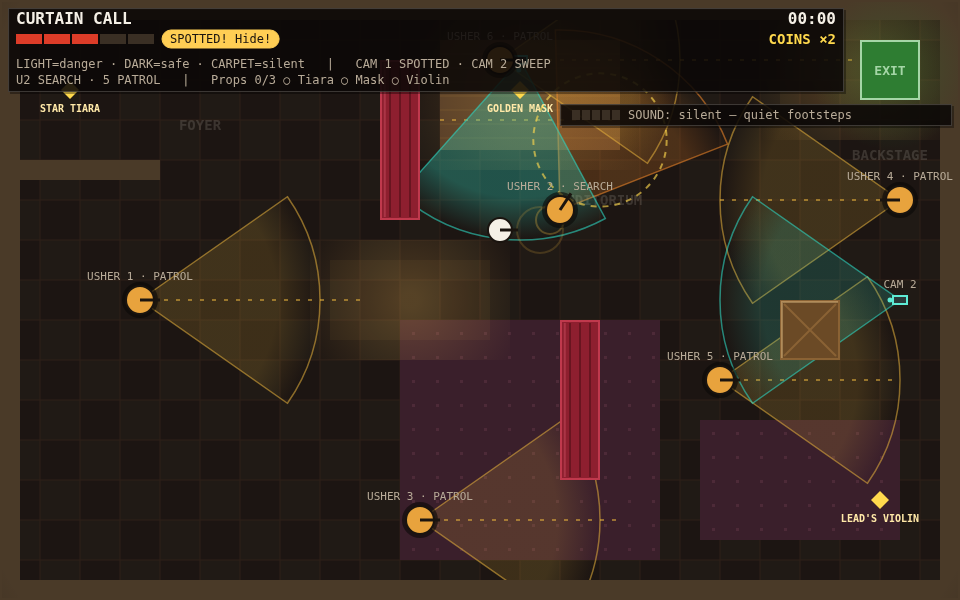 CURTAIN CALL
00:00
SPOTTED! Hide!
COINS ×2
LIGHT=danger · DARK=safe · CARPET=silent | CAM 1 SPOTTED · CAM 2 SWEEP
U2 SEARCH · 5 PATROL | Props 0/3 ○ Tiara ○ Mask ○ Violin
USHER 6 · PATROL
EXIT
STAR TIARA
GOLDEN MASK
SOUND: silent — quiet footsteps
FOYER
BACKSTAGE
USHER 4 · PATROL
USHER 2 · SEARCH
USHER 1 · PATROL
CAM 2
USHER 5 · PATROL
USHER 3 · PATROL
LEAD'S VIOLIN